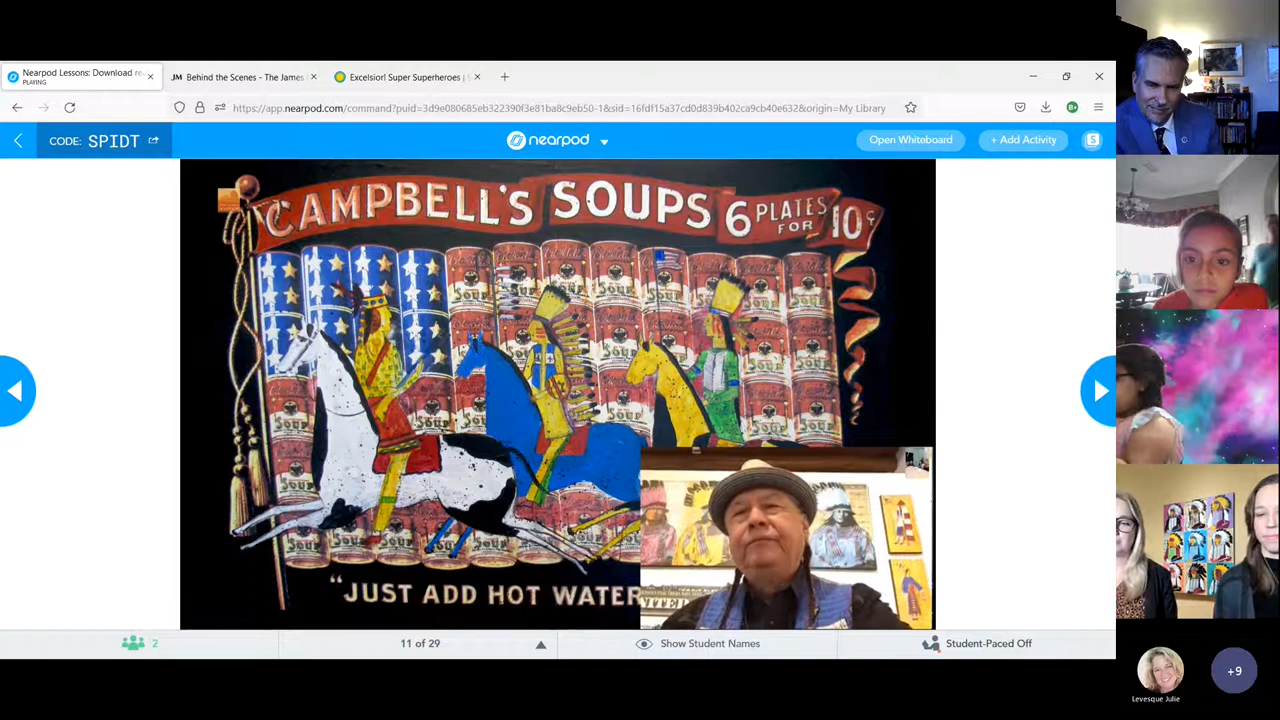 Nearpod Lessons: Download re
PLAYING
JM Behind the Scenes - The James
Excelsior! Super Superheroes |
https://app.nearpod.com/command?puid=3d9e080685eb322390f3e81ba8c9eb50-1&sid=16fdf15a37cd0d839b402ca9cb40e632&origin=My Library
CODE: SPIDT
nearpod
Open Whiteboard
+ Add Activity
S
CAMPBELL'S SOUPS 6 PLATES FOR 10¢
SOUP
"JUST ADD HOT WATER
2
11 of 29
Show Student Names
Student-Paced Off
Levesque Julie
+9